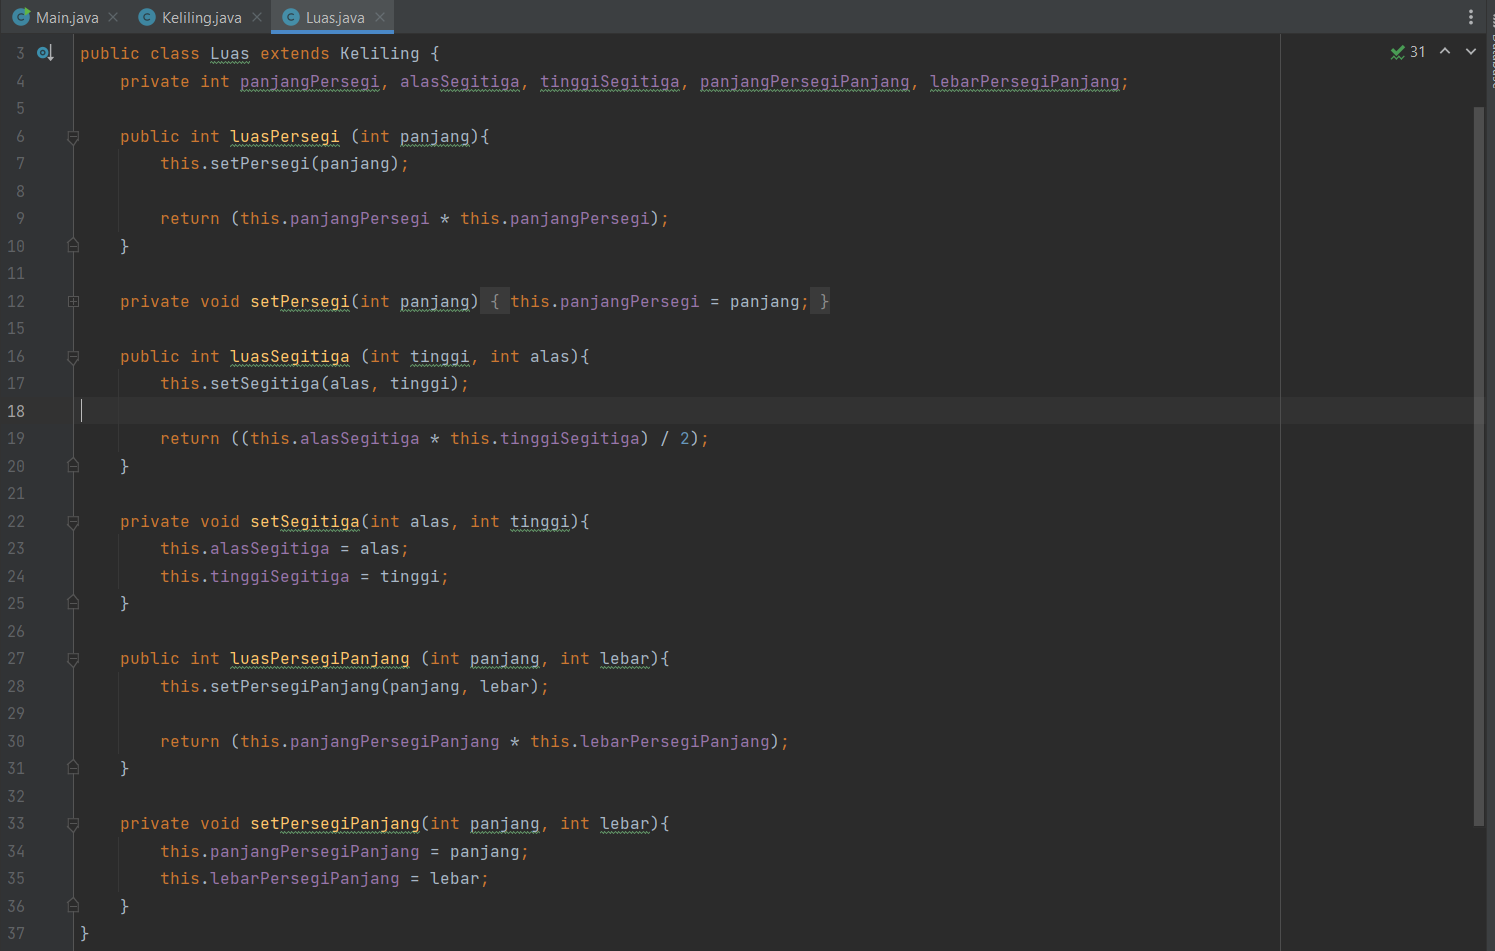 Main.java Keliling.java Luas.java
31
3 public class Luas extends Keliling {
4 private int panjangPersegi, alasSegitiga, tinggiSegitiga, panjangPersegiPanjang, lebarPersegiPanjang;
5
6 public int luasPersegi (int panjang){
7 this.setPersegi(panjang);
8
9 return (this.panjangPersegi * this.panjangPersegi);
10 }
11
12 private void setPersegi(int panjang) { this.panjangPersegi = panjang; }
15
16 public int luasSegitiga (int tinggi, int alas){
17 this.setSegitiga(alas, tinggi);
18
19 return ((this.alasSegitiga * this.tinggiSegitiga) / 2);
20 }
21
22 private void setSegitiga(int alas, int tinggi){
23 this.alasSegitiga = alas;
24 this.tinggiSegitiga = tinggi;
25 }
26
27 public int luasPersegiPanjang (int panjang, int lebar){
28 this.setPersegiPanjang(panjang, lebar);
29
30 return (this.panjangPersegiPanjang * this.lebarPersegiPanjang);
31 }
32
33 private void setPersegiPanjang(int panjang, int lebar){
34 this.panjangPersegiPanjang = panjang;
35 this.lebarPersegiPanjang = lebar;
36 }
37 }